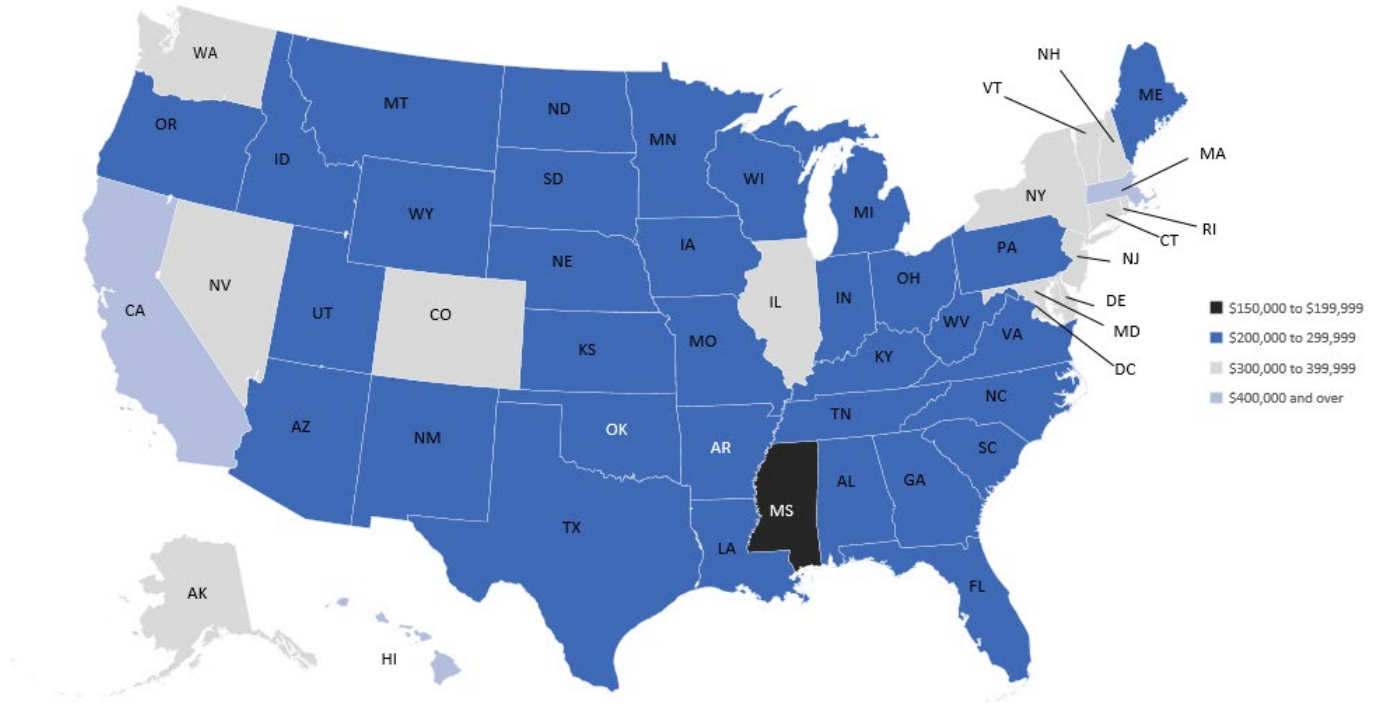 WA
OR
CA
NV
ID
MT
WY
UT
AZ
CO
NM
ND
SD
NE
KS
OK
TX
MN
IA
MO
AR
LA
WI
IL
MS
MI
IN
KY
TN
AL
OH
WV
GA
FL
SC
NC
VA
PA
NY
VT
NH
ME
MA
RI
CT
NJ
DE
MD
DC
AK
HI
$150,000 to $199,999
$200,000 to 299,999
$300,000 to 399,999
$400,000 and over